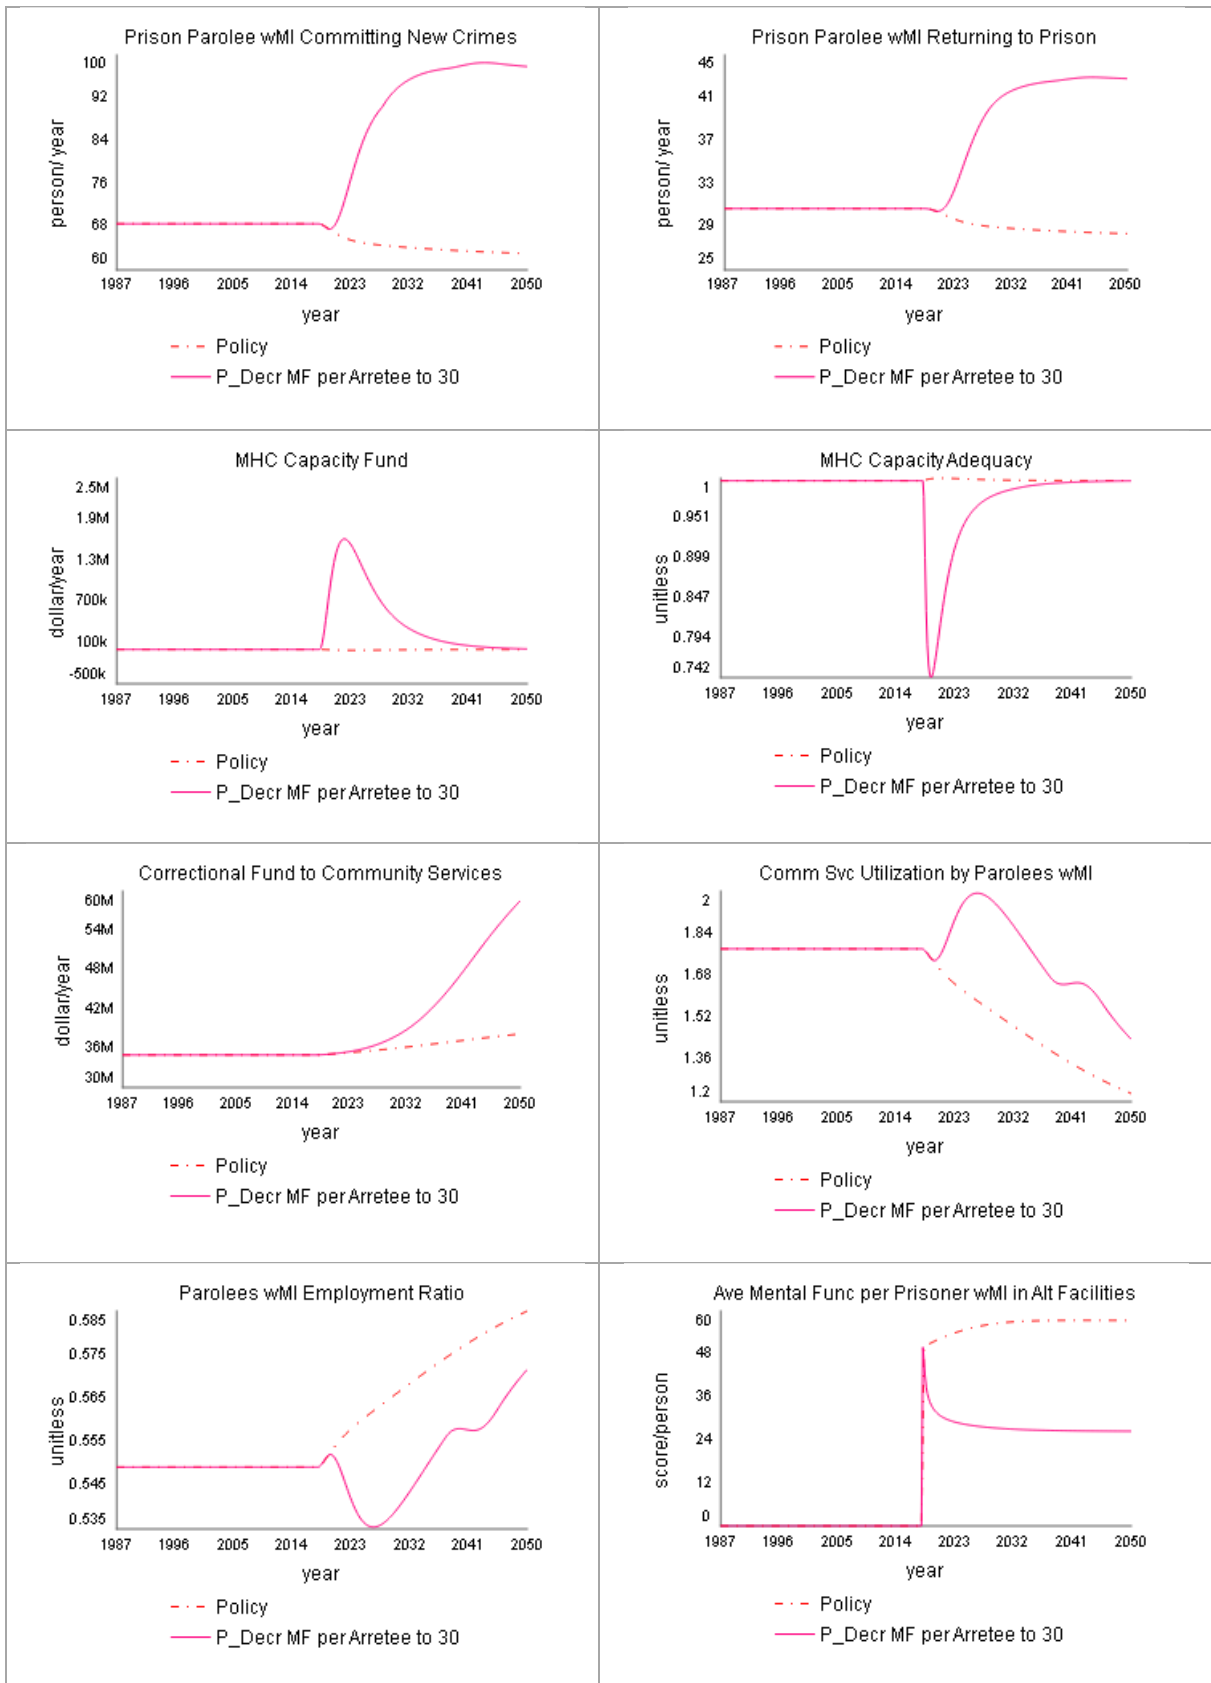 Prison Parolee wMI Committing New Crimes
100
92
84
76
68
60
person/ year
1987 1996 2005 2014 2023 2032 2041 2050
year
Policy
P_Decr MF per Arretee to 30
Prison Parolee wMI Returning to Prison
45
41
37
33
29
25
person/ year
1987 1996 2005 2014 2023 2032 2041 2050
year
Policy
P_Decr MF per Arretee to 30
MHC Capacity Fund
2.5M
1.9M
1.3M
700k
100k
-500k
dollar/year
1987 1996 2005 2014 2023 2032 2041 2050
year
Policy
P_Decr MF per Arretee to 30
MHC Capacity Adequacy
1
0.951
0.899
0.847
0.794
0.742
unitless
1987 1996 2005 2014 2023 2032 2041 2050
year
Policy
P_Decr MF per Arretee to 30
Correctional Fund to Community Services
60M
54M
48M
42M
36M
30M
dollar/year
1987 1996 2005 2014 2023 2032 2041 2050
year
Policy
P_Decr MF per Arretee to 30
Comm Svc Utilization by Parolees wMI
2
1.84
1.68
1.52
1.36
1.2
unitless
1987 1996 2005 2014 2023 2032 2041 2050
year
Policy
P_Decr MF per Arretee to 30
Parolees wMI Employment Ratio
0.585
0.575
0.565
0.555
0.545
0.535
unitless
1987 1996 2005 2014 2023 2032 2041 2050
year
Policy
P_Decr MF per Arretee to 30
Ave Mental Func per Prisoner wMI in Alt Facilities
60
48
36
24
12
0
score/person
1987 1996 2005 2014 2023 2032 2041 2050
year
Policy
P_Decr MF per Arretee to 30